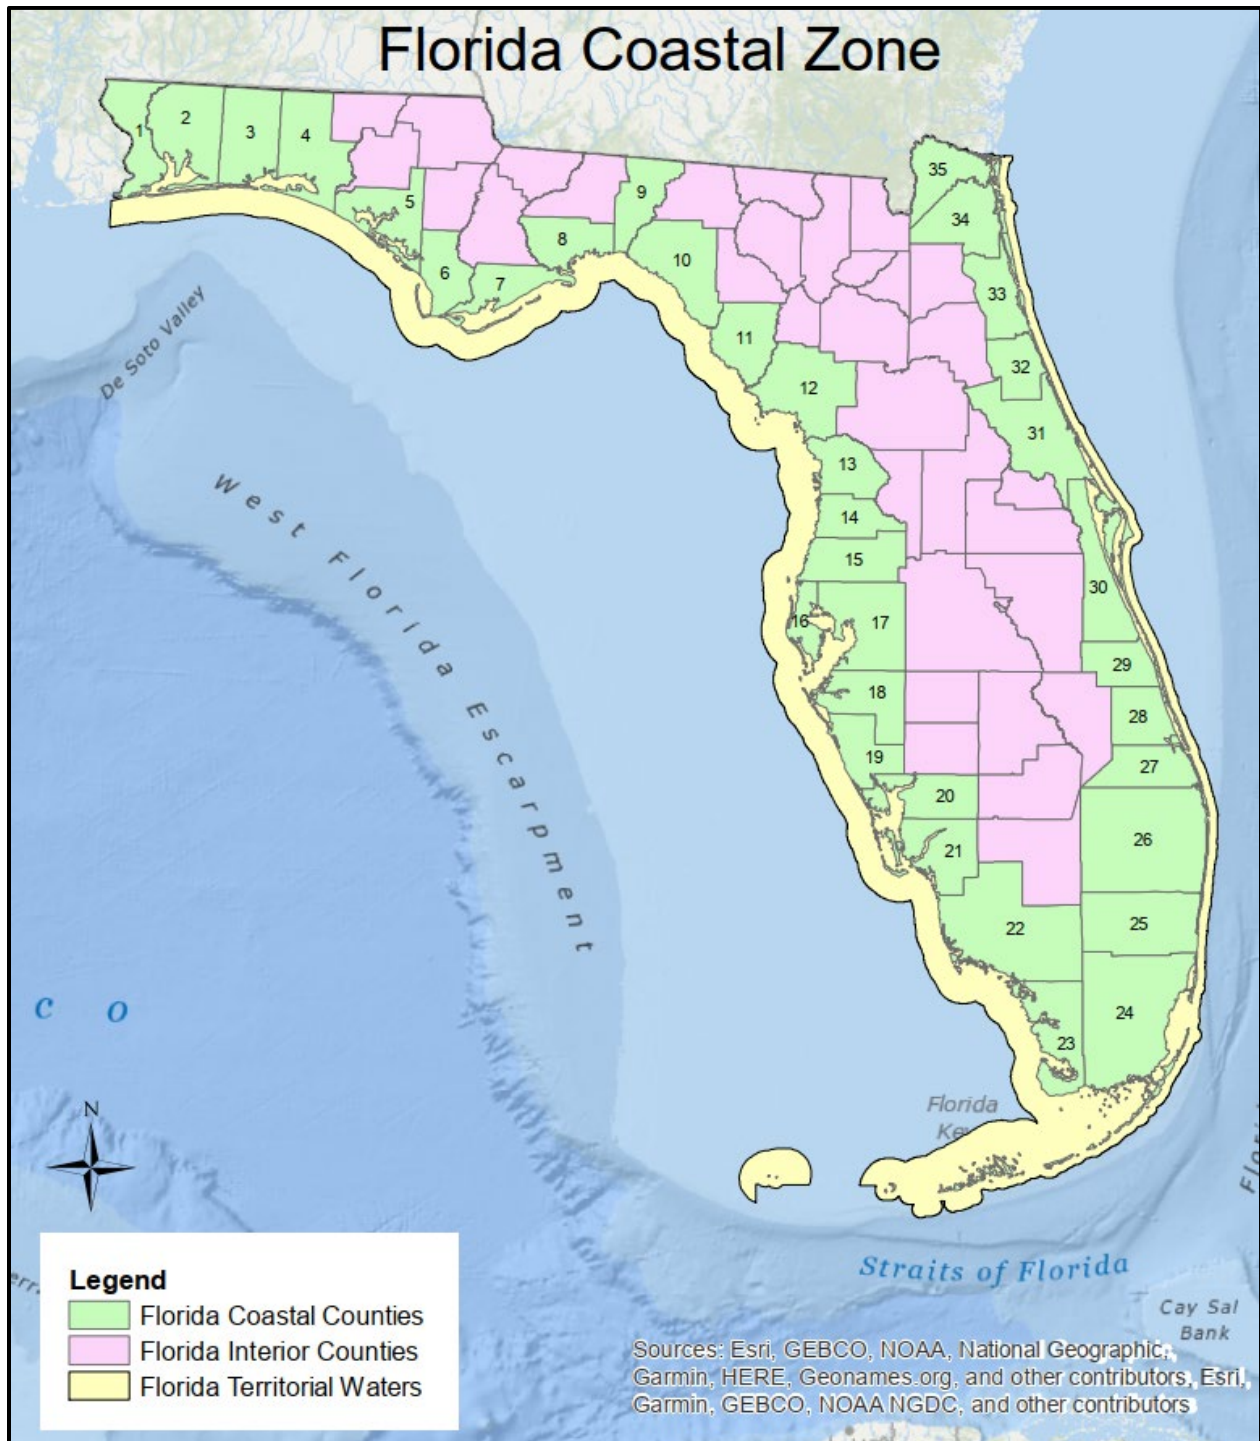 Florida Coastal Zone
1
2
3
4
5
6
7
8
9
10
11
12
13
14
15
16
17
18
19
20
21
22
23
24
25
26
27
28
29
30
31
32
33
34
35
De Soto Valley
West Florida Escarpment
C O
Florida
Straits of Florida
Cay Sal
Bank
N
Legend
Florida Coastal Counties
Florida Interior Counties
Florida Territorial Waters
Sources: Esri, GEBCO, NOAA, National Geographic,
Garmin, HERE, Geonames.org, and other contributors, Esri,
Garmin, GEBCO, NOAA NGDC, and other contributors